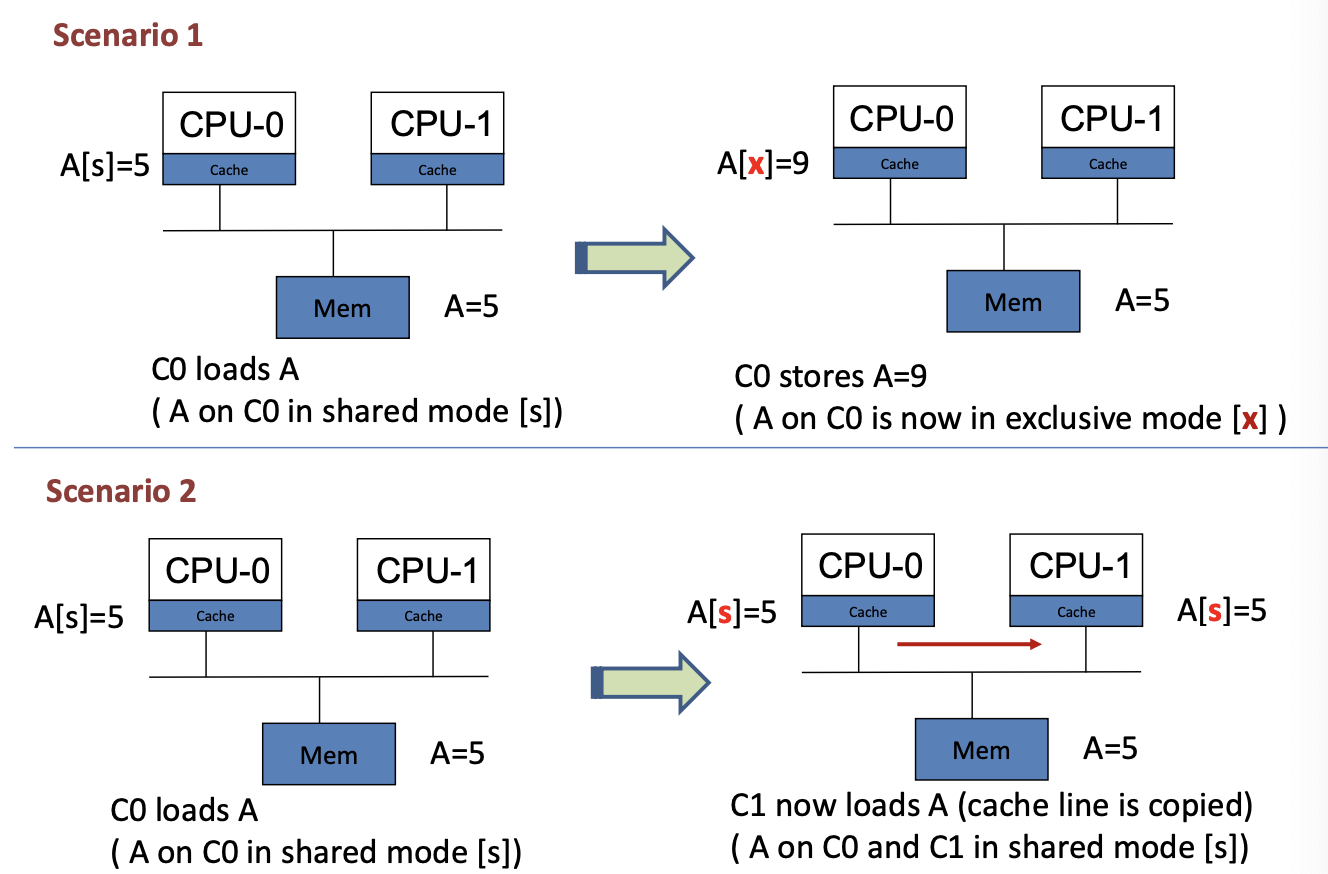 Scenario 1
CPU-0
CPU-1
A[s]=5
Cache
Cache
Mem
A=5
C0 loads A
( A on C0 in shared mode [s])
CPU-0
CPU-1
A[x]=9
Cache
Cache
Mem
A=5
C0 stores A=9
( A on C0 is now in exclusive mode [x] )
Scenario 2
CPU-0
CPU-1
A[s]=5
Cache
Cache
Mem
A=5
C0 loads A
( A on C0 in shared mode [s])
CPU-0
CPU-1
A[s]=5
Cache
Cache
A[s]=5
Mem
A=5
C1 now loads A (cache line is copied)
( A on C0 and C1 in shared mode [s])